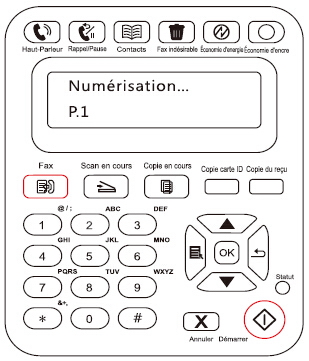 Haut-Parleur Rappel/Pause Contacts Fax indésirable Économie d'énergie Économie d'encre
Numérisation...
P.1
Fax Scan en cours Copie en cours Copie carte ID Copie du reçu
@/: ABC DEF
1 2 3
GHI JKL MNO
4 5 6 OK
PQRS TUV WXYZ
7 8 9 Statut
&+,
* 0 # X
Annuler Démarrer